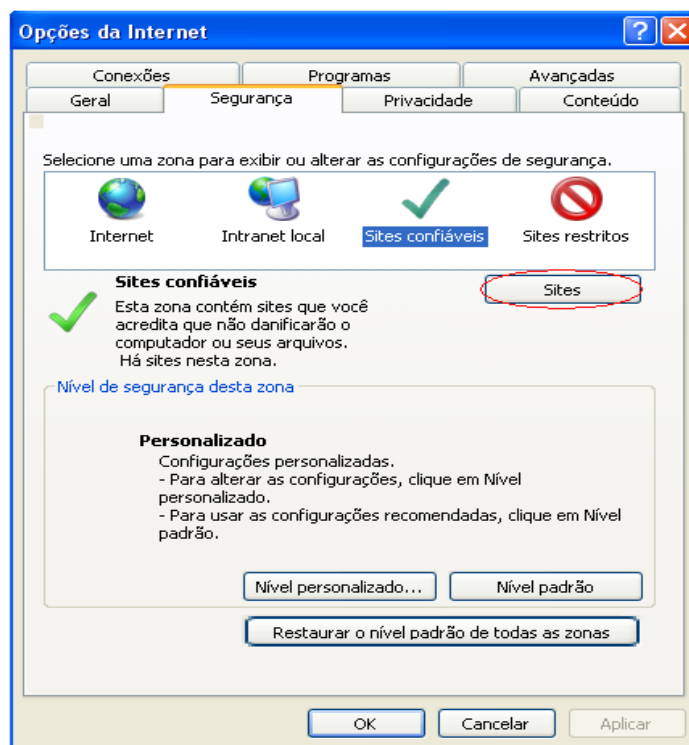 Opções da Internet
Conexões Programas Avançadas
Geral Segurança Privacidade Conteúdo
Selecione uma zona para exibir ou alterar as configurações de segurança.
Internet Intranet local Sites confiáveis Sites restritos
Sites confiáveis
Sites
Esta zona contém sites que você
acredita que não danificarão o
computador ou seus arquivos.
Há sites nesta zona.
Nível de segurança desta zona
Personalizado
Configurações personalizadas.
- Para alterar as configurações, clique em Nível
personalizado.
- Para usar as configurações recomendadas, clique em Nível
padrão.
Nível personalizado... Nível padrão
Restaurar o nível padrão de todas as zonas
OK Cancelar Aplicar